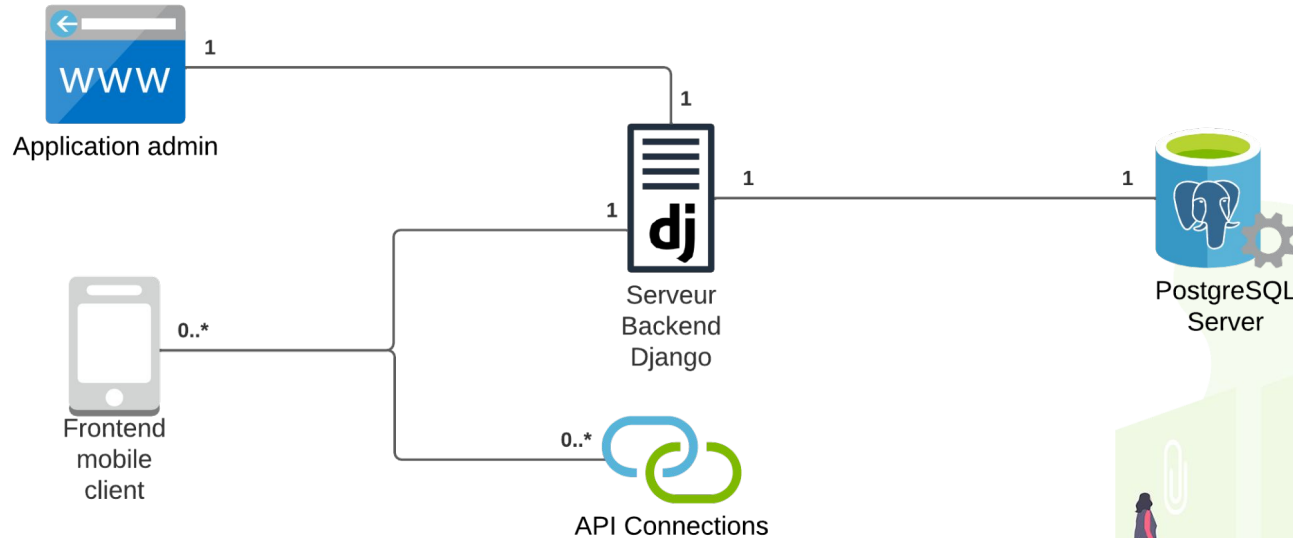 WWW
1
Application admin
1
dj
1
1
1
Serveur
Backend
Django
PostgreSQL
Server
0..*
Frontend
mobile
client
0..*
API Connections